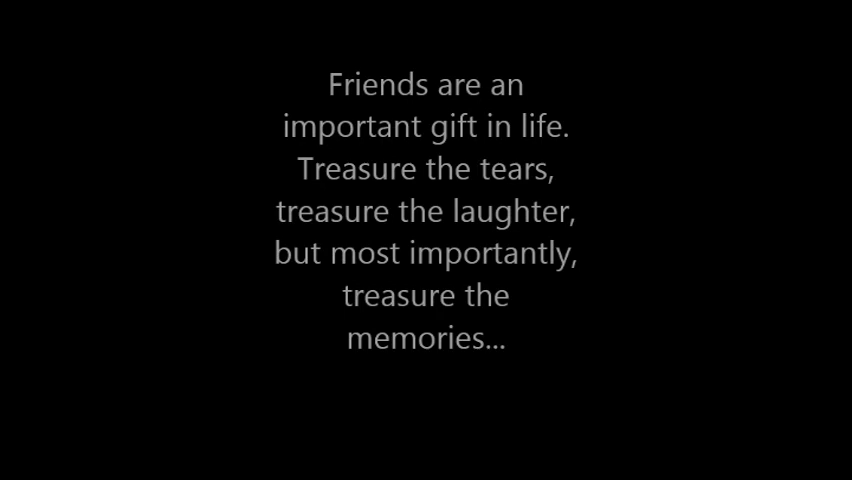 Friends are an
important gift in life.
Treasure the tears,
treasure the laughter,
but most importantly,
treasure the
memories...